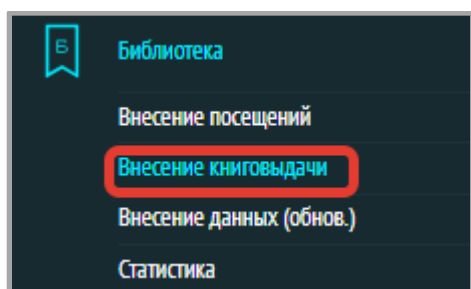 Б Библиотека
Внесение посещений
Внесение книговыдачи
Внесение данных (обнов.)
Статистика